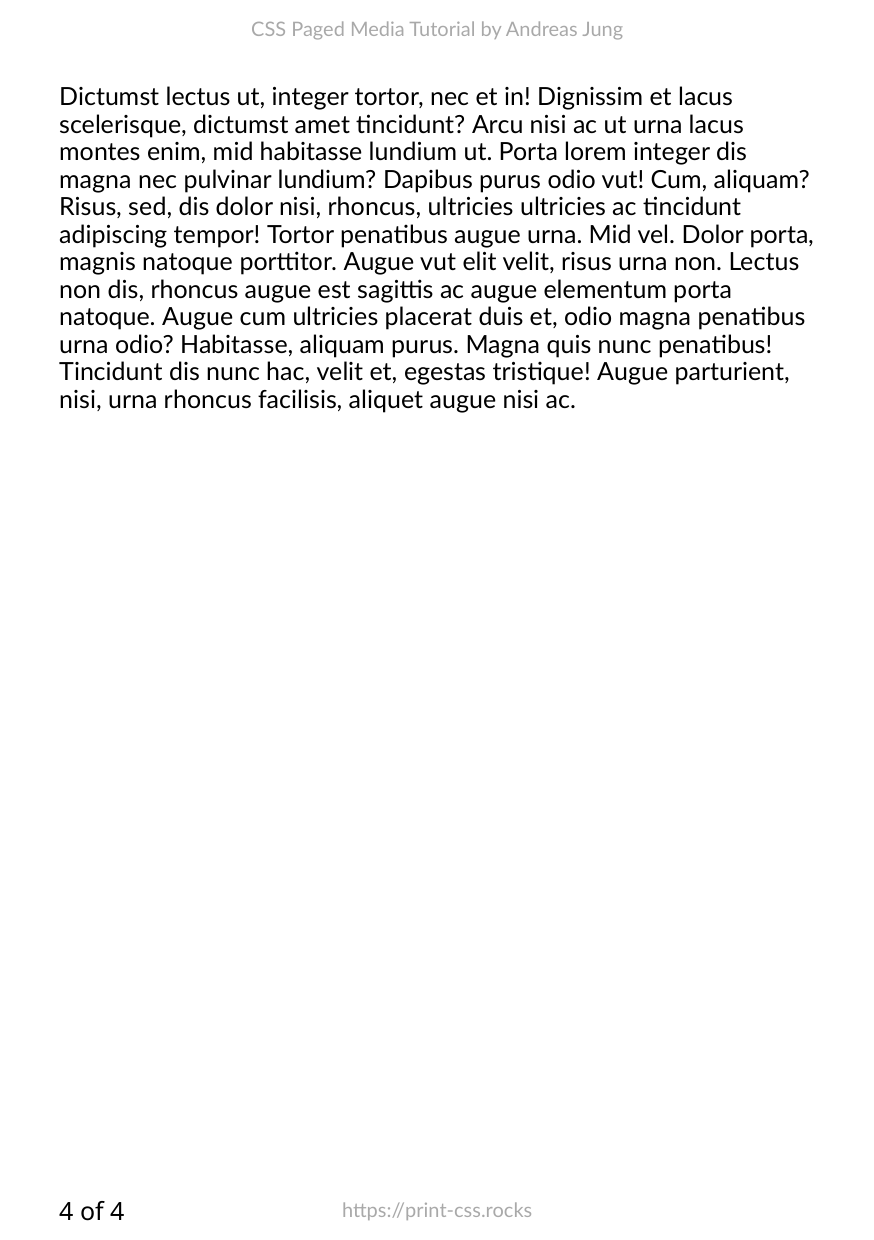 CSS Paged Media Tutorial by Andreas Jung
Dictumst lectus ut, integer tortor, nec et in! Dignissim et lacus
scelerisque, dictumst amet tincidunt? Arcu nisi ac ut urna lacus
montes enim, mid habitasse lundium ut. Porta lorem integer dis
magna nec pulvinar lundium? Dapibus purus odio vut! Cum, aliquam?
Risus, sed, dis dolor nisi, rhoncus, ultricies ultricies ac tincidunt
adipiscing tempor! Tortor penatibus augue urna. Mid vel. Dolor porta,
magnis natoque porttitor. Augue vut elit velit, risus urna non. Lectus
non dis, rhoncus augue est sagittis ac augue elementum porta
natoque. Augue cum ultricies placerat duis et, odio magna penatibus
urna odio? Habitasse, aliquam purus. Magna quis nunc penatibus!
Tincidunt dis nunc hac, velit et, egestas tristique! Augue parturient,
nisi, urna rhoncus facilisis, aliquet augue nisi ac.
4 of 4
https://print-css.rocks